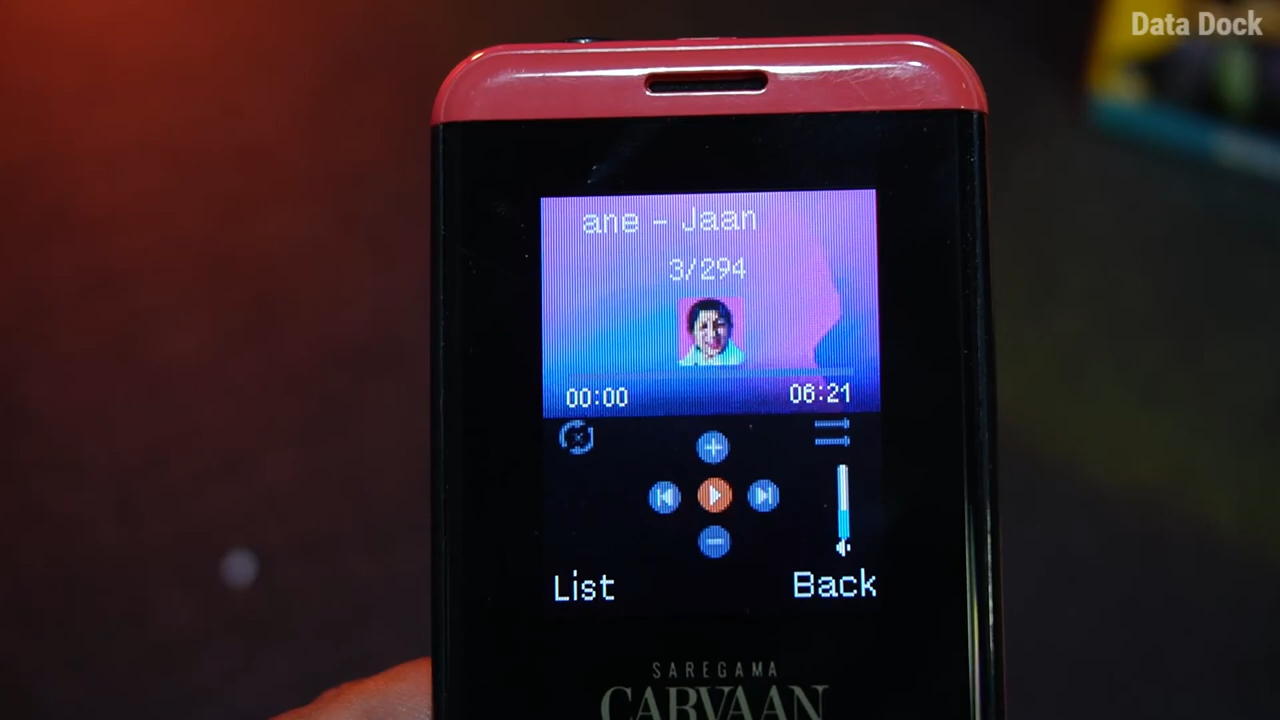 Data Dock
ane - Jaan
3/294
00:00 06:21
List Back
SAREGAMA
CARVAAN